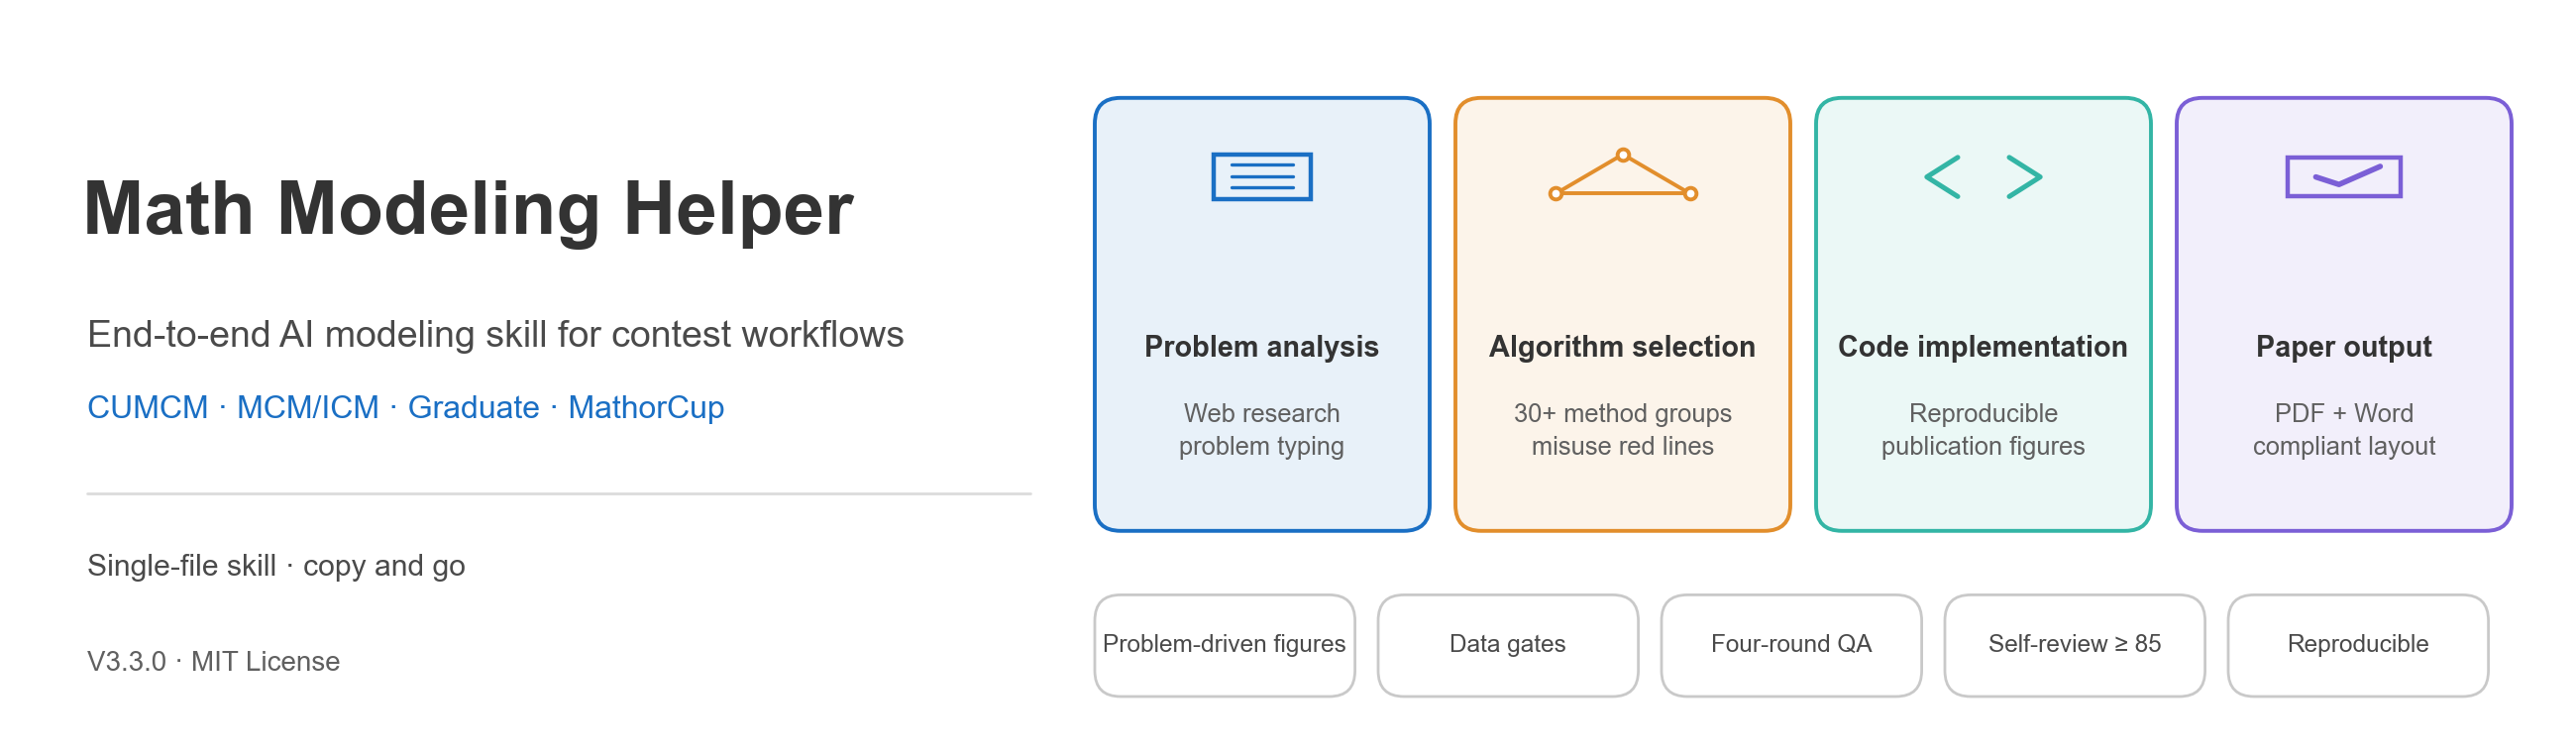 Math Modeling Helper
End-to-end AI modeling skill for contest workflows
CUMCM · MCM/ICM · Graduate · MathorCup
Single-file skill · copy and go
V3.3.0 · MIT License
Problem analysis
Web research
problem typing
Algorithm selection
30+ method groups
misuse red lines
Code implementation
Reproducible
publication figures
Paper output
PDF + Word
compliant layout
Problem-driven figures
Data gates
Four-round QA
Self-review ≥ 85
Reproducible